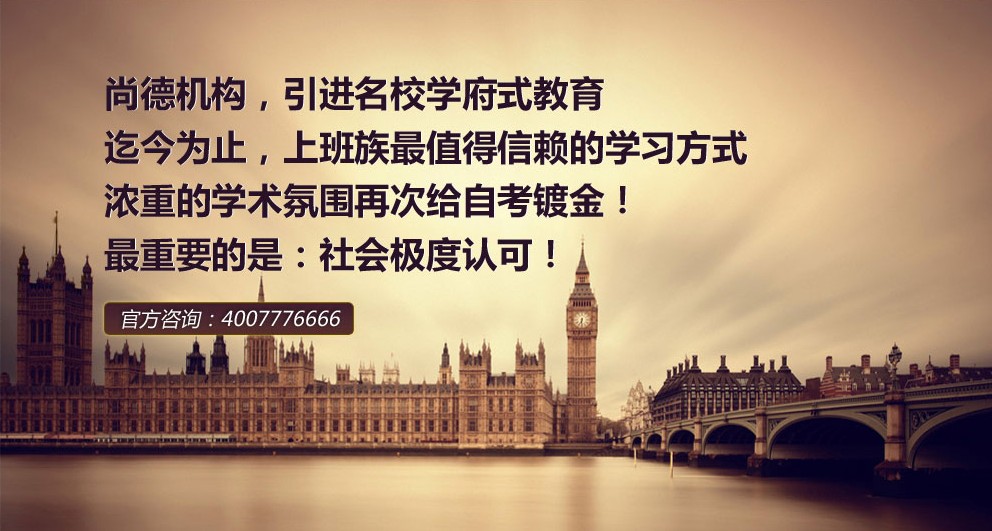 尚德机构，引进名校学府式教育
迄今为止，上班族最值得信赖的学习方式
浓重的学术氛围再次给自考镀金！
最重要的是：社会极度认可！
官方咨询：4007776666